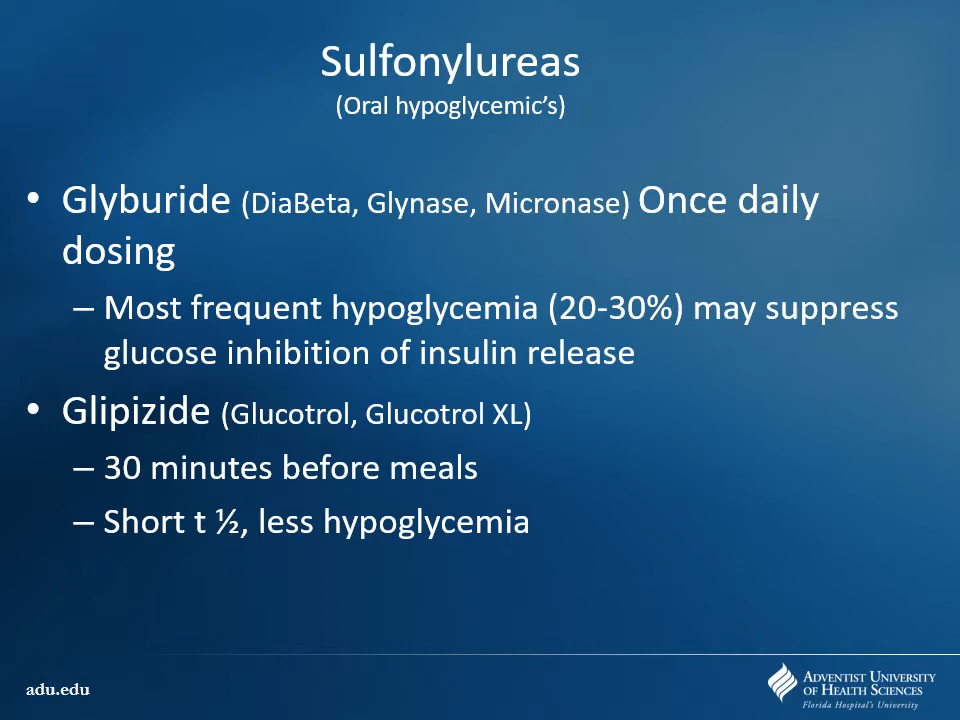 Sulfonylureas
(Oral hypoglycemic’s)
• Glyburide (DiaBeta, Glynase, Micronase) Once daily
dosing
– Most frequent hypoglycemia (20-30%) may suppress
glucose inhibition of insulin release
• Glipizide (Glucotrol, Glucotrol XL)
– 30 minutes before meals
– Short t ½, less hypoglycemia
adu.edu
Adventist University
of Health Sciences
Florida Hospital's University